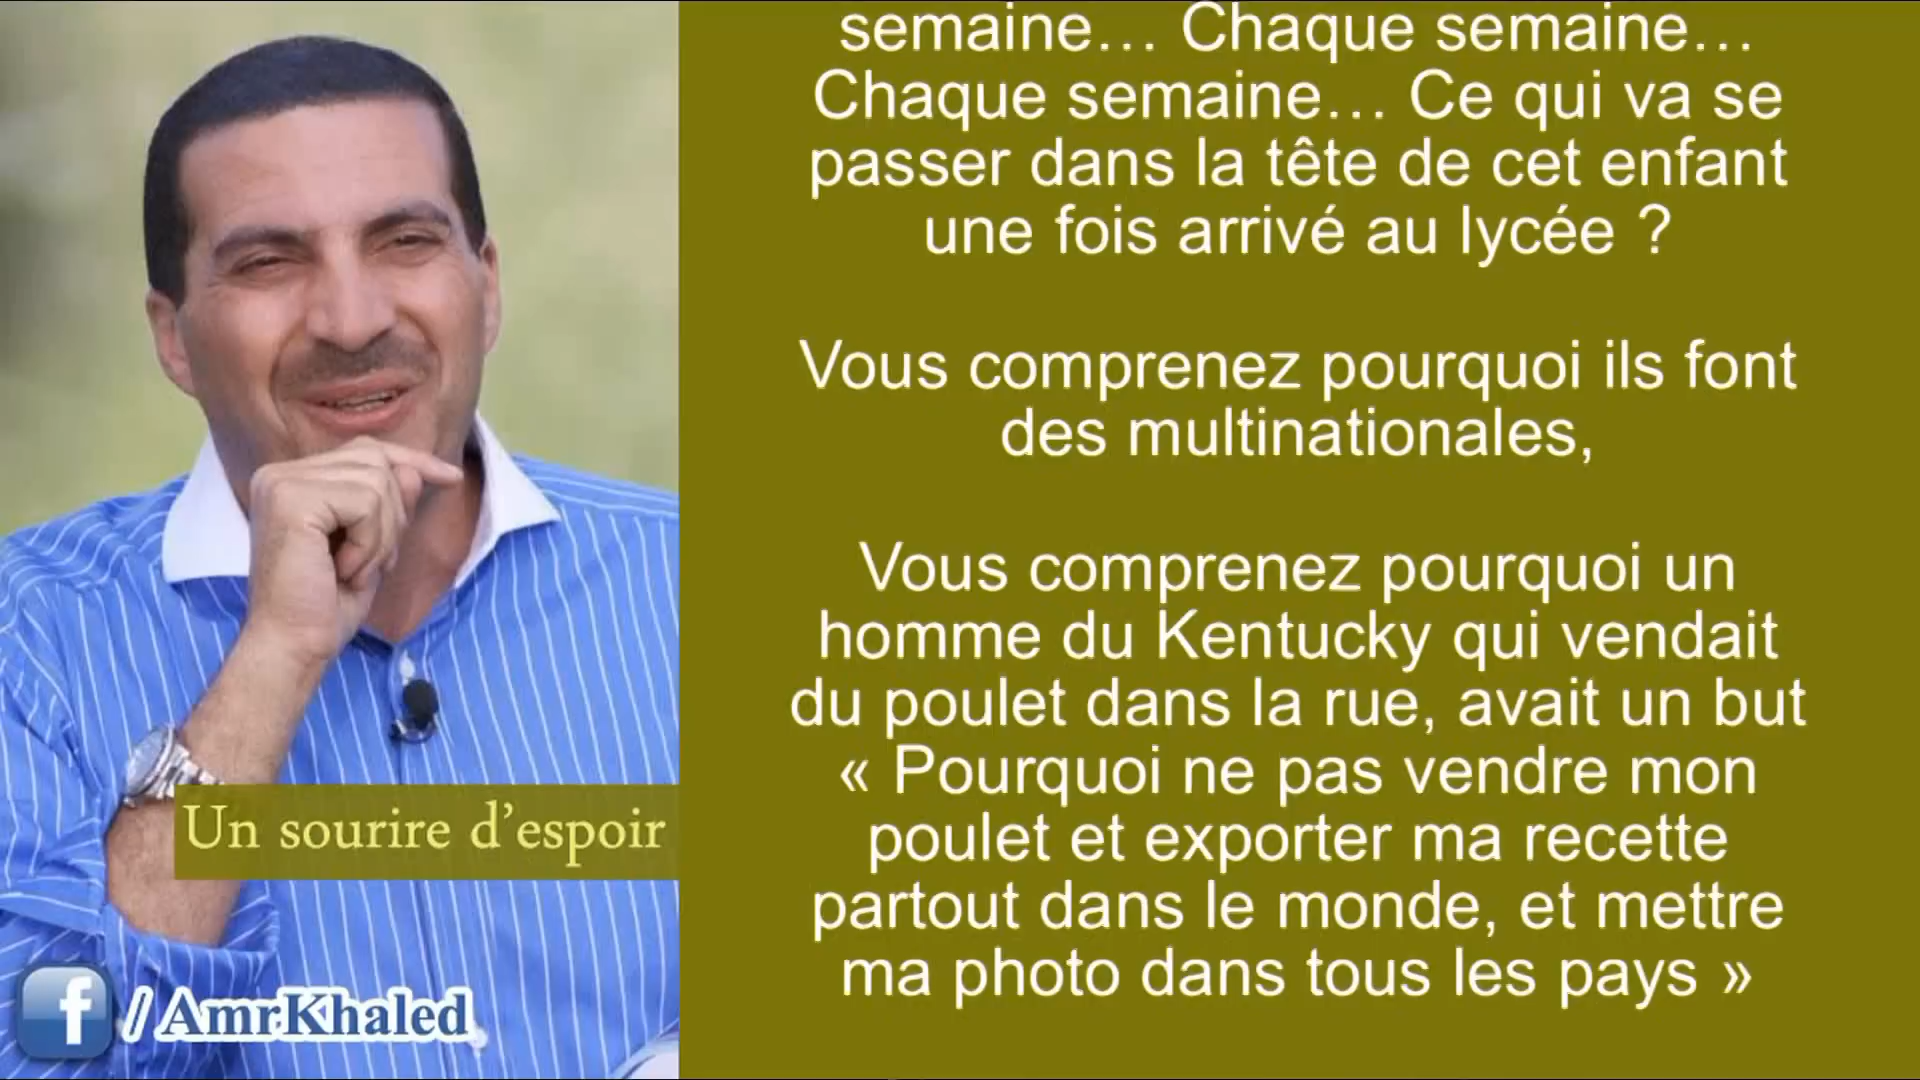 semaine… Chaque semaine…
Chaque semaine… Ce qui va se
passer dans la tête de cet enfant
une fois arrivé au lycée ?
Vous comprenez pourquoi ils font
des multinationales,
Vous comprenez pourquoi un
homme du Kentucky qui vendait
du poulet dans la rue, avait un but
« Pourquoi ne pas vendre mon
poulet et exporter ma recette
partout dans le monde, et mettre
ma photo dans tous les pays »
Un sourire d’espoir
f /AmrKhaled